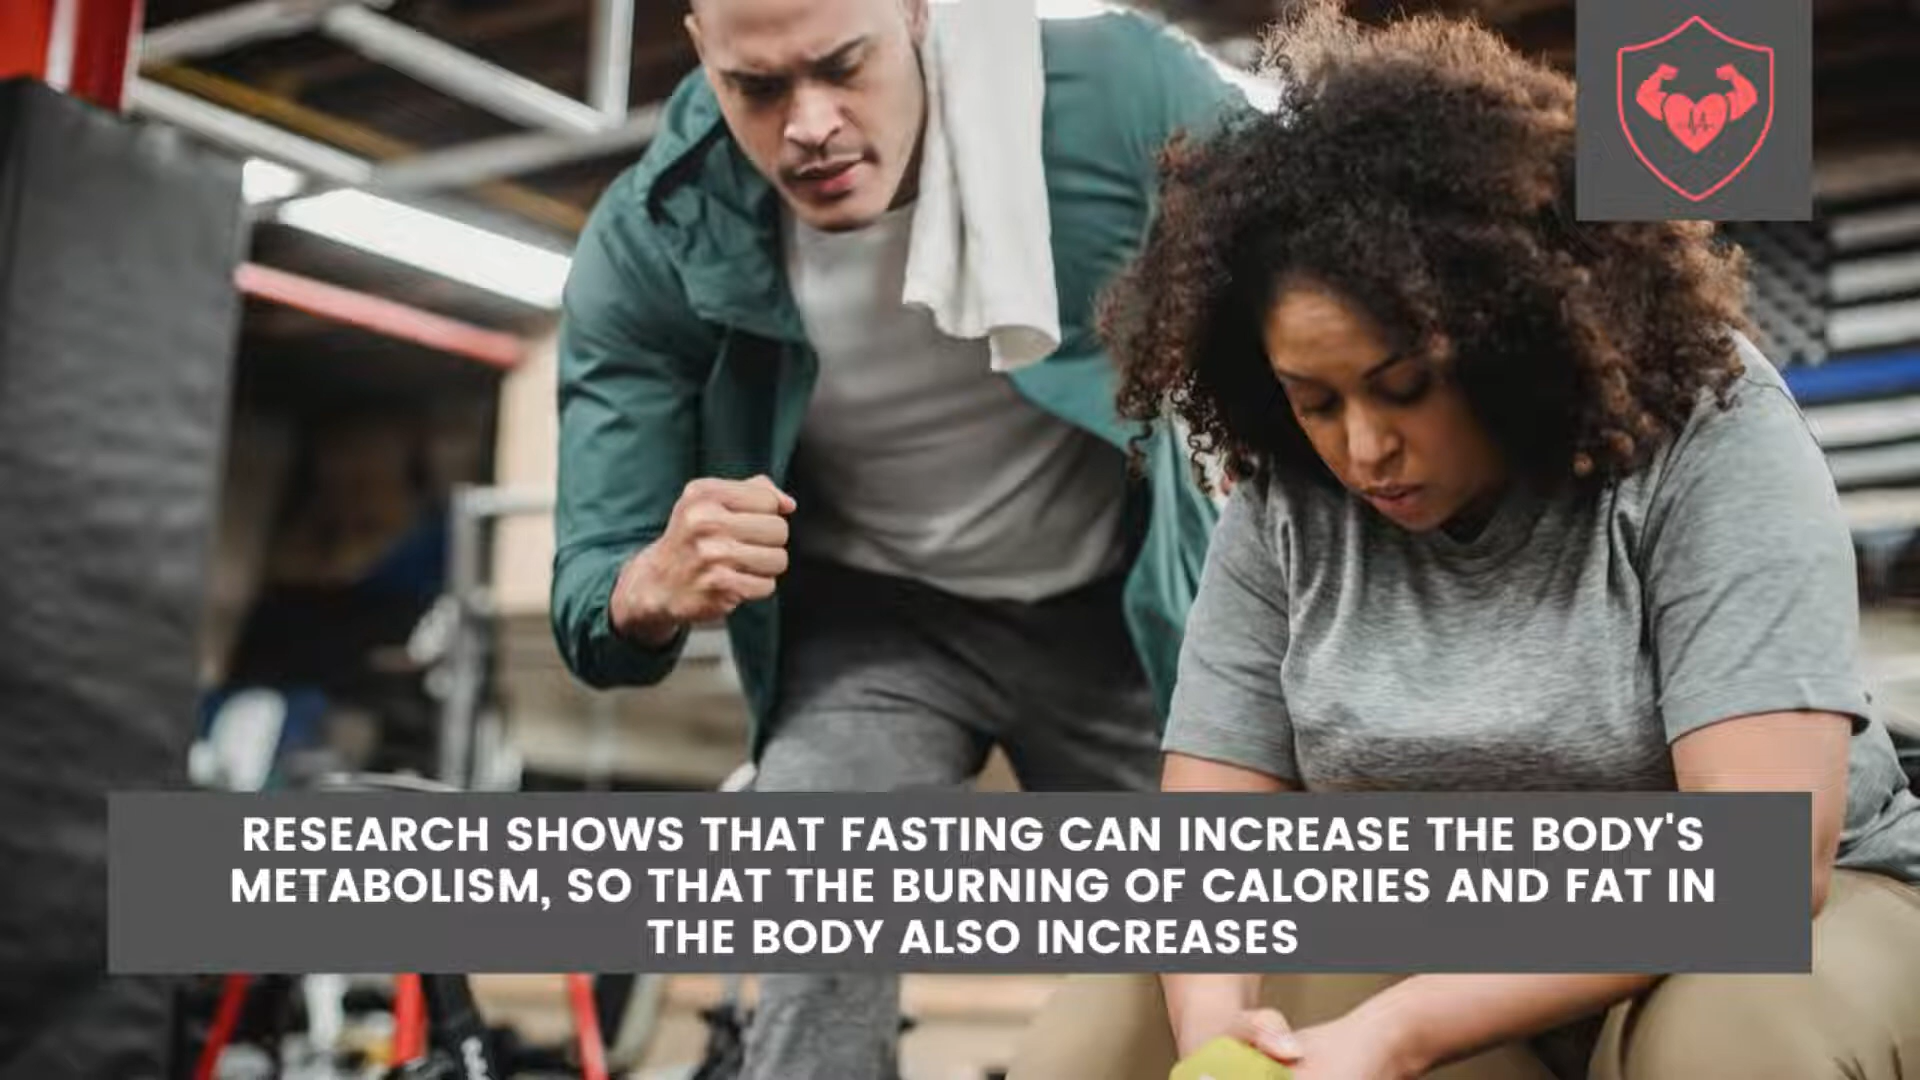 RESEARCH SHOWS THAT FASTING CAN INCREASE THE BODY'S
METABOLISM, SO THAT THE BURNING OF CALORIES AND FAT IN
THE BODY ALSO INCREASES